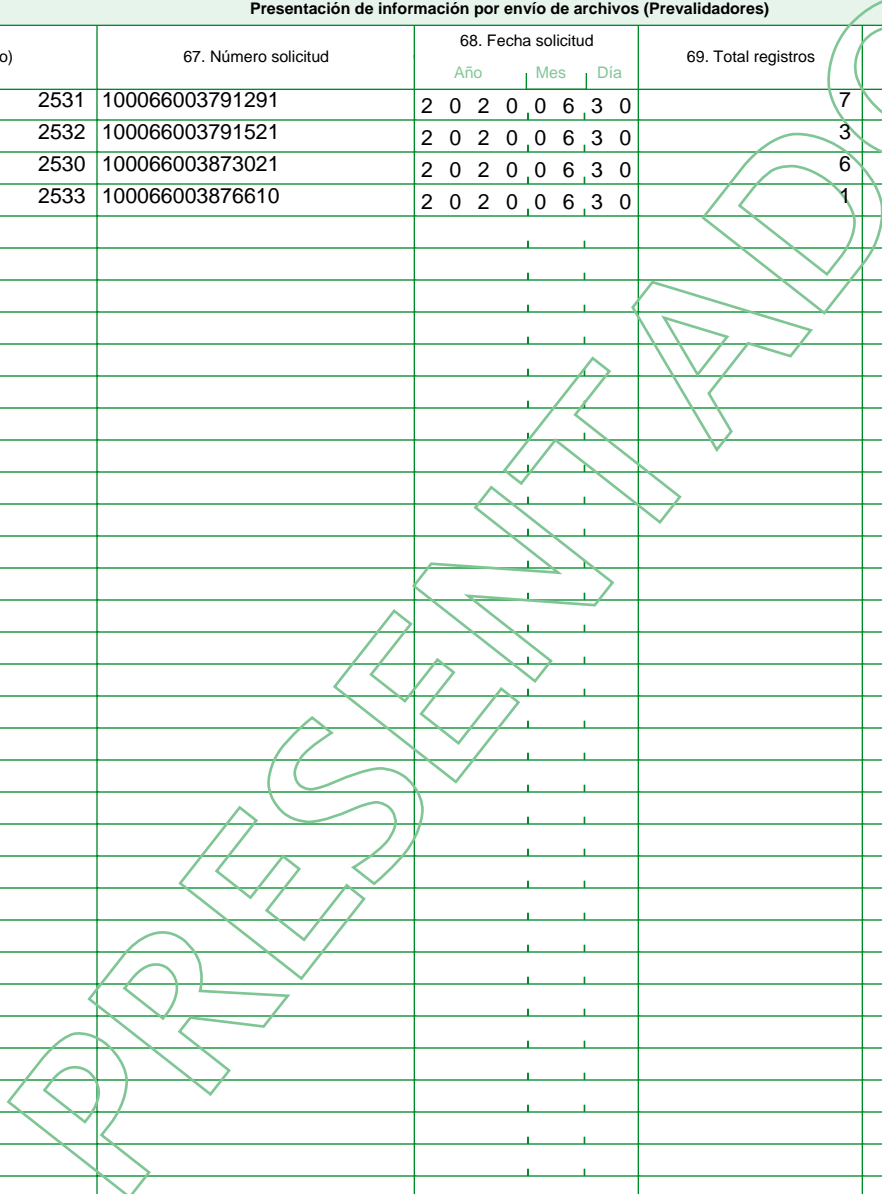 Presentación de información por envío de archivos (Prevalidadores)
o) 67. Número solicitud 68. Fecha solicitud 69. Total registros
Año Mes Día
2531 100066003791291 2 0 2 0 0 6 3 0 7
2532 100066003791521 2 0 2 0 0 6 3 0 3
2530 100066003873021 2 0 2 0 0 6 3 0 6
2533 100066003876610 2 0 2 0 0 6 3 0 1
PRESENTADO